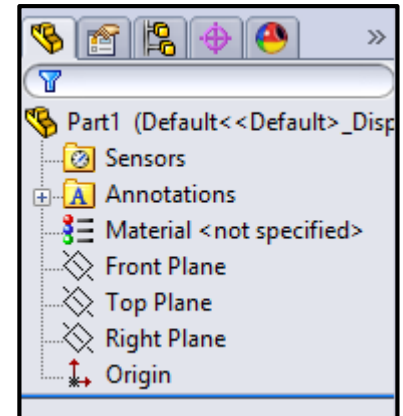 Part1 (Default<<Default>_Disp
Sensors
A Annotations
Material <not specified>
Front Plane
Top Plane
Right Plane
Origin